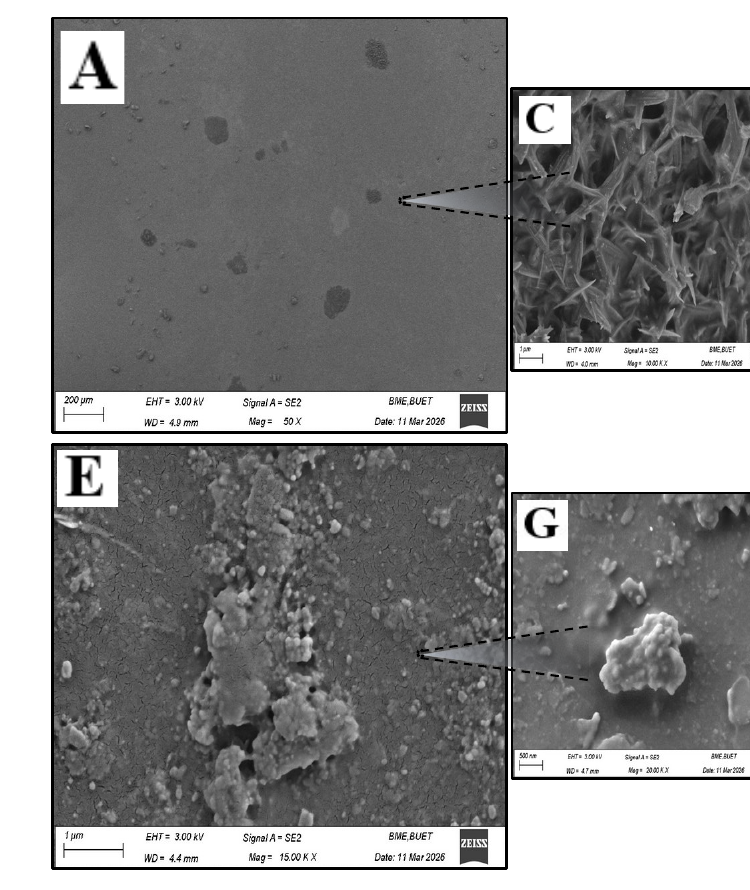 A
200 µm
EHT = 3.00 kV
Signal A = SE2
BME,BUET
ZEISS
WD = 4.9 mm
Mag = 50 X
Date: 11 Mar 2026
C
1 µm
EHT = 3.00 kV
Signal A = SE2
BME,BUET
WD = 4.0 mm
Mag = 10.00 K X
Date: 11 Mar 2026
E
1 µm
EHT = 3.00 kV
Signal A = SE2
BME,BUET
ZEISS
WD = 4.4 mm
Mag = 15.00 K X
Date: 11 Mar 2026
G
500 nm
EHT = 3.00 kV
Signal A = SE2
BME,BUET
WD = 4.7 mm
Mag = 20.00 K X
Date: 11 Mar 2026